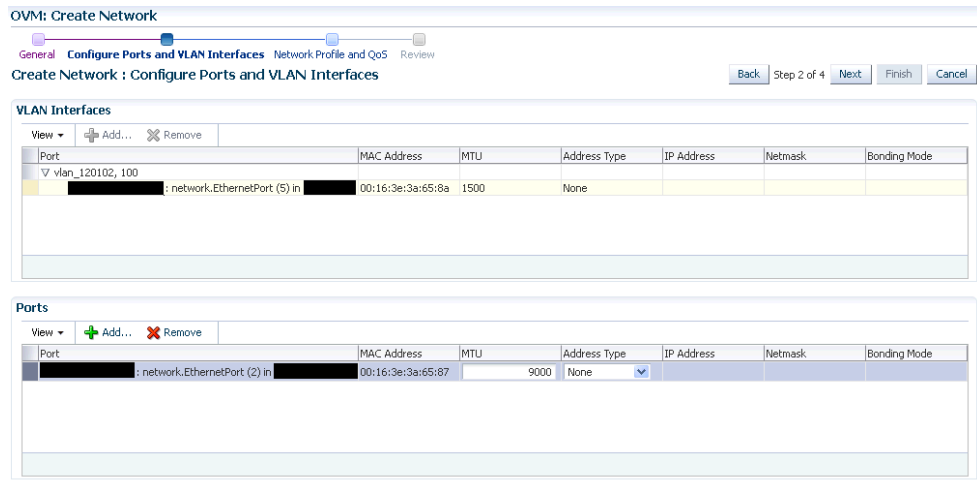 OVM: Create Network
General Configure Ports and VLAN Interfaces Network Profile and QoS Review
Create Network : Configure Ports and VLAN Interfaces Back Step 2 of 4 Next Finish Cancel
VLAN Interfaces
View Add... Remove
Port MAC Address MTU Address Type IP Address Netmask Bonding Mode
vlan_120102, 100
: network.EthernetPort (5) in 00:16:3e:3a:65:8a 1500 None
Ports
View Add... Remove
Port MAC Address MTU Address Type IP Address Netmask Bonding Mode
: network.EthernetPort (2) in 00:16:3e:3a:65:87 9000 None